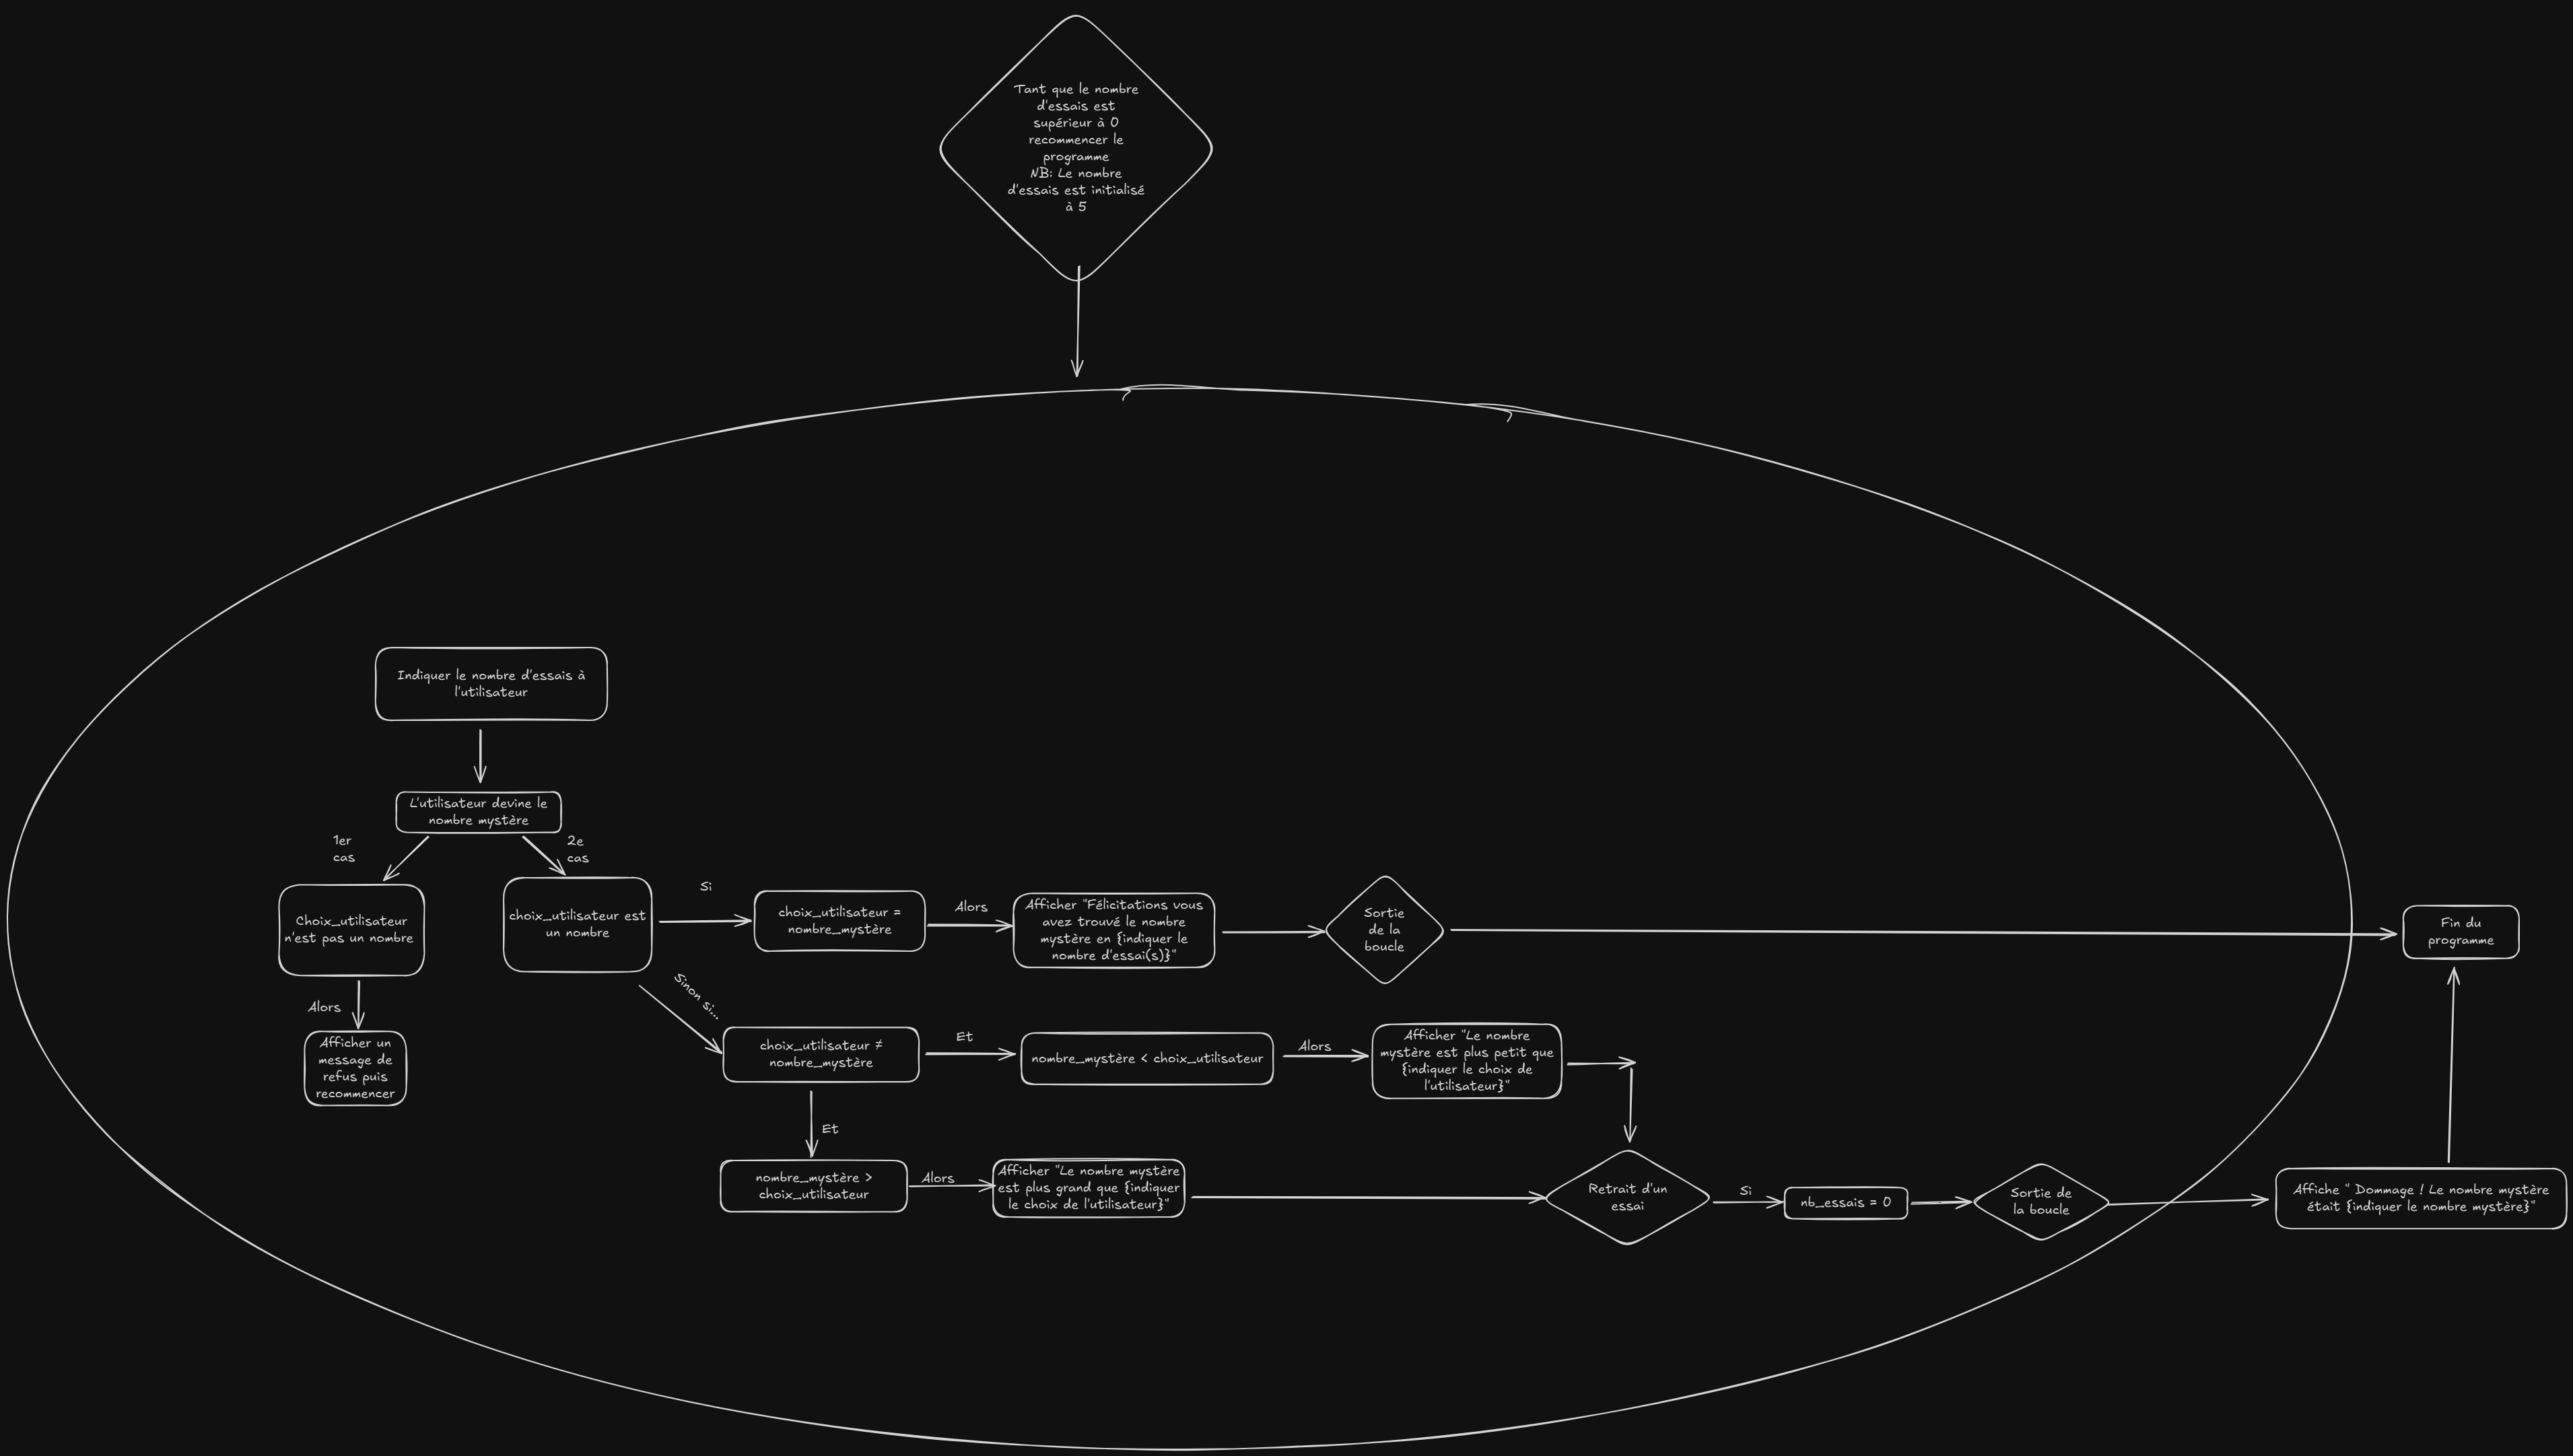 Tant que le nombre
d'essais est
supérieur à 0
recommencer le
programme
NB: Le nombre
d'essais est initialisé
à 5
Indiquer le nombre d'essais à
l'utilisateur
L'utilisateur devine le
nombre mystère
1er
cas
2e
cas
Choix_utilisateur
n'est pas un nombre
Alors
Afficher un
message de
refus puis
recommencer
choix_utilisateur est
un nombre
Si
choix_utilisateur =
nombre_mystère
Alors
Afficher "Félicitations vous
avez trouvé le nombre
mystère en {indiquer le
nombre d'essai(s)}"
Sortie
de la
boucle
Fin du
programme
Sinon si...
choix_utilisateur ≠
nombre_mystère
Et
nombre_mystère < choix_utilisateur
Alors
Afficher "Le nombre
mystère est plus petit que
{indiquer le choix de
l'utilisateur}"
Et
nombre_mystère >
choix_utilisateur
Alors
Afficher "Le nombre mystère
est plus grand que {indiquer
le choix de l'utilisateur}"
Retrait d'un
essai
Si
nb_essais = 0
Sortie de
la boucle
Affiche " Dommage ! Le nombre mystère
était {indiquer le nombre mystère}"